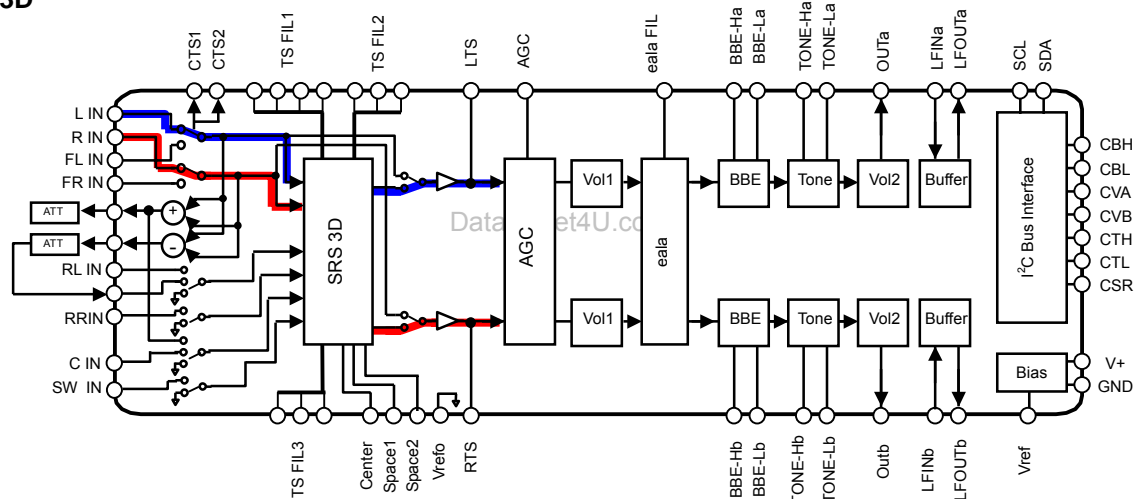 3D
CTS1
CTS2
TS FIL1
TS FIL2
LTS
AGC
eala FIL
BBE-Ha
BBE-La
TONE-Ha
TONE-La
OUTa
LFINa
LFOUTa
SCL
SDA
L IN
R IN
FL IN
FR IN
ATT
ATT
RL IN
RRIN
C IN
SW IN
+
-
SRS 3D
AGC
Vol1
eala
BBE
Tone
Vol2
Buffer
Vol1
BBE
Tone
Vol2
Buffer
I2C Bus Interface
Bias
CBH
CBL
CVA
CVB
CTH
CTL
CSR
V+
GND
TS FIL3
Center
Space1
Space2
Vrefo
RTS
BBE-Hb
BBE-Lb
TONE-Hb
TONE-Lb
Outb
LFINb
LFOUTb
Vref